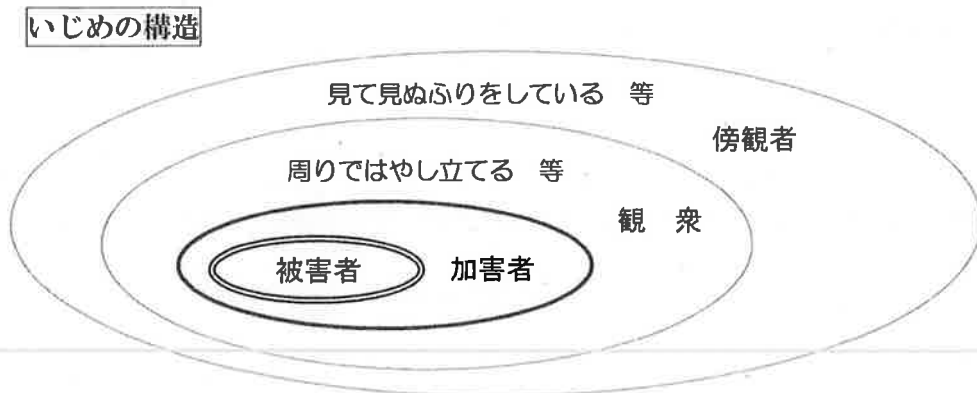 いじめの構造
見て見ぬふりをしている　等
傍観者
周りではやし立てる　等
観　衆
被害者　加害者